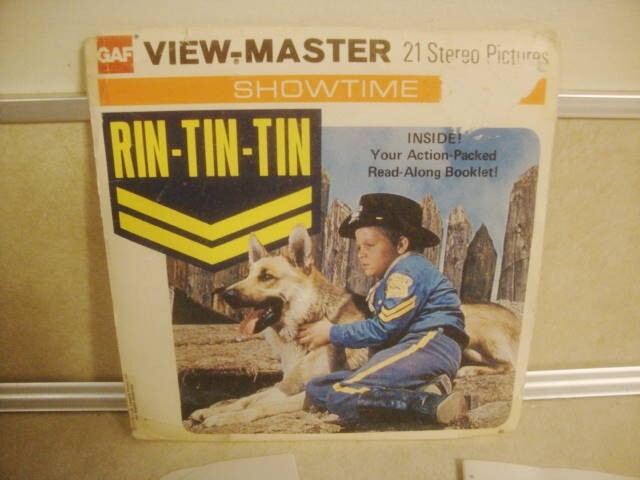 GAF VIEW-MASTER 21 Stereo Pictures
SHOWTIME
RIN-TIN-TIN
INSIDE!
Your Action-Packed
Read-Along Booklet!